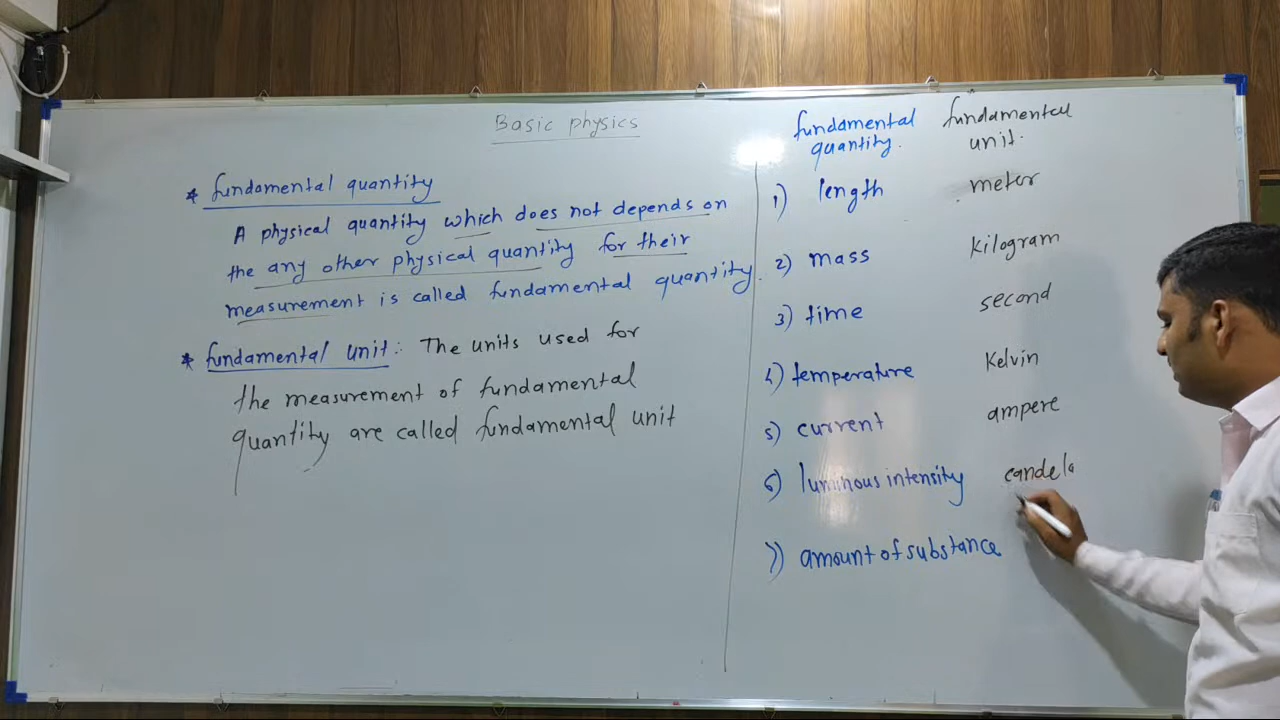 Basic physics
* fundamental quantity
A physical quantity which does not depends on
the any other physical quantity for their
measurement is called fundamental quantity.
* fundamental unit:- The units used for
the measurement of fundamental
quantity are called fundamental unit
fundamental quantity. fundamental unit.
1) length meter
2) mass kilogram
3) time second
4) temperature Kelvin
5) current ampere
6) luminous intensity candela
7) amount of substance